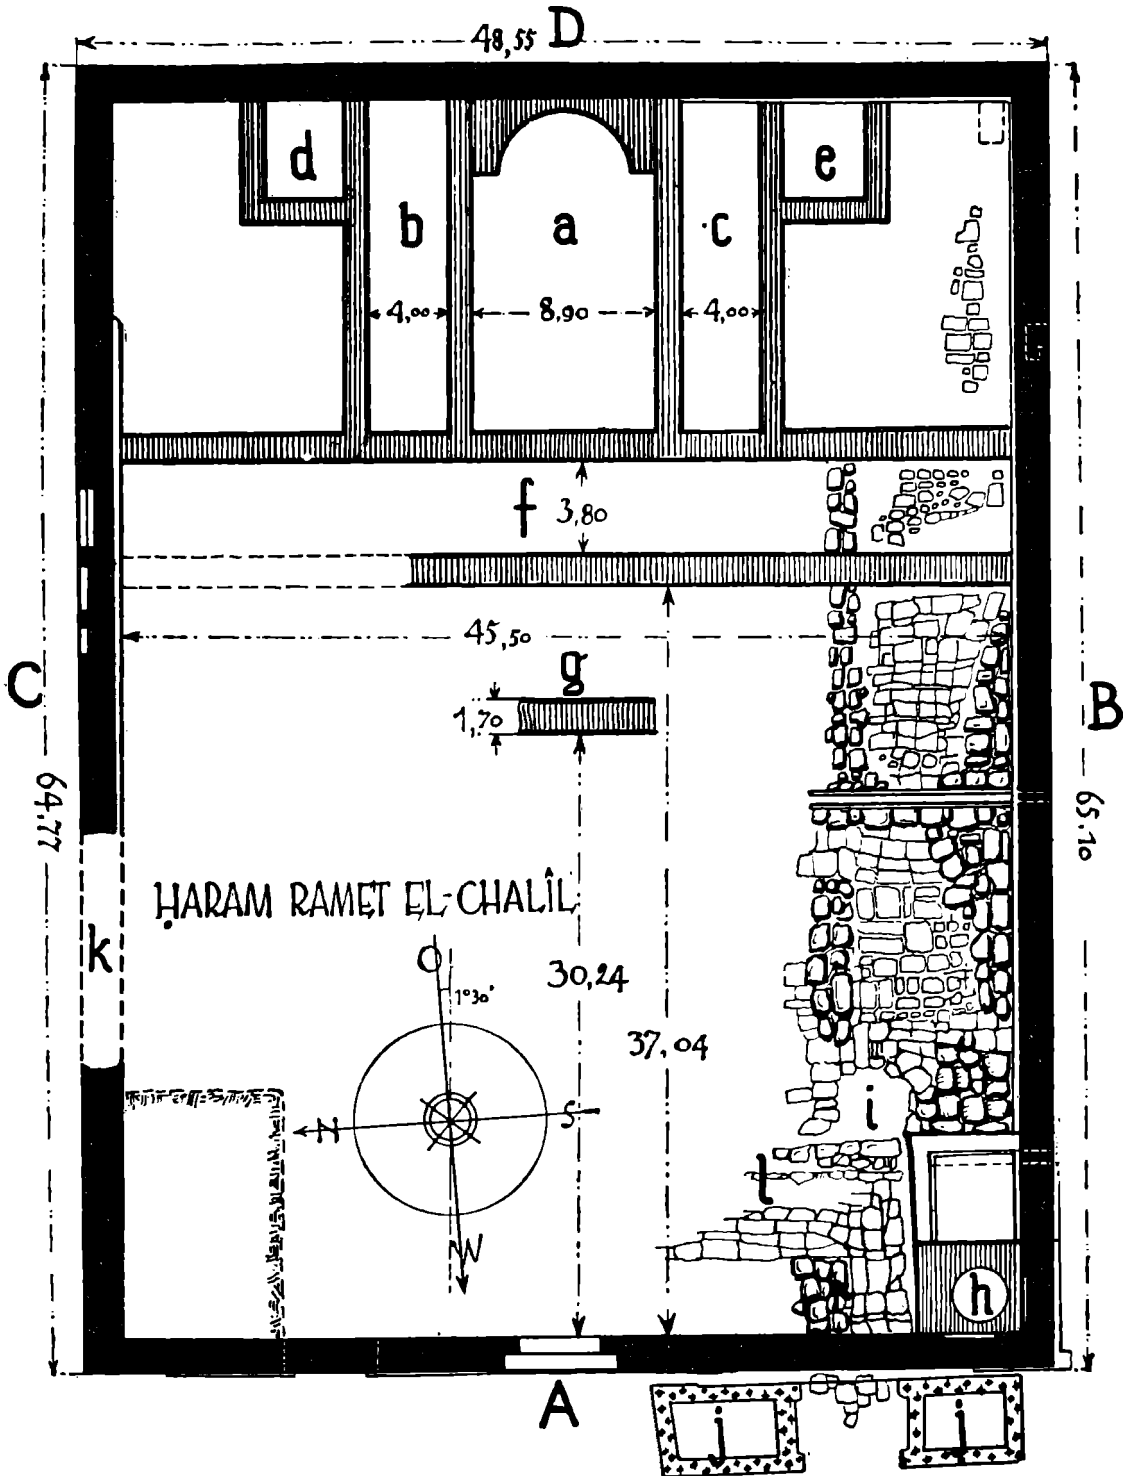 D
48,55
d
e
b
a
c
4,00
8,90
4,00
f
3,80
45,50
g
C
B
1,70
64,77
65,10
ḤARAM RAMET EL-CHALÎL
k
O
1°30'
30,24
37,04
i
N
S
l
W
h
A
j
j